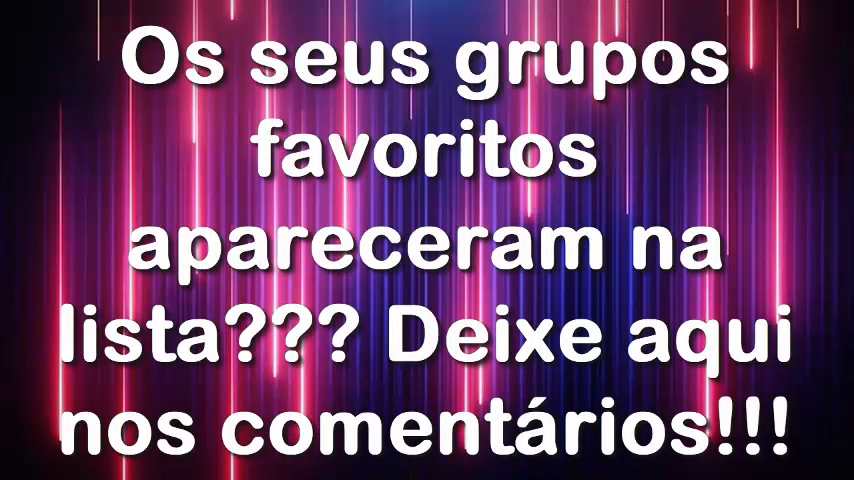 Os seus grupos
favoritos
apareceram na
lista??? Deixe aqui
nos comentários!!!